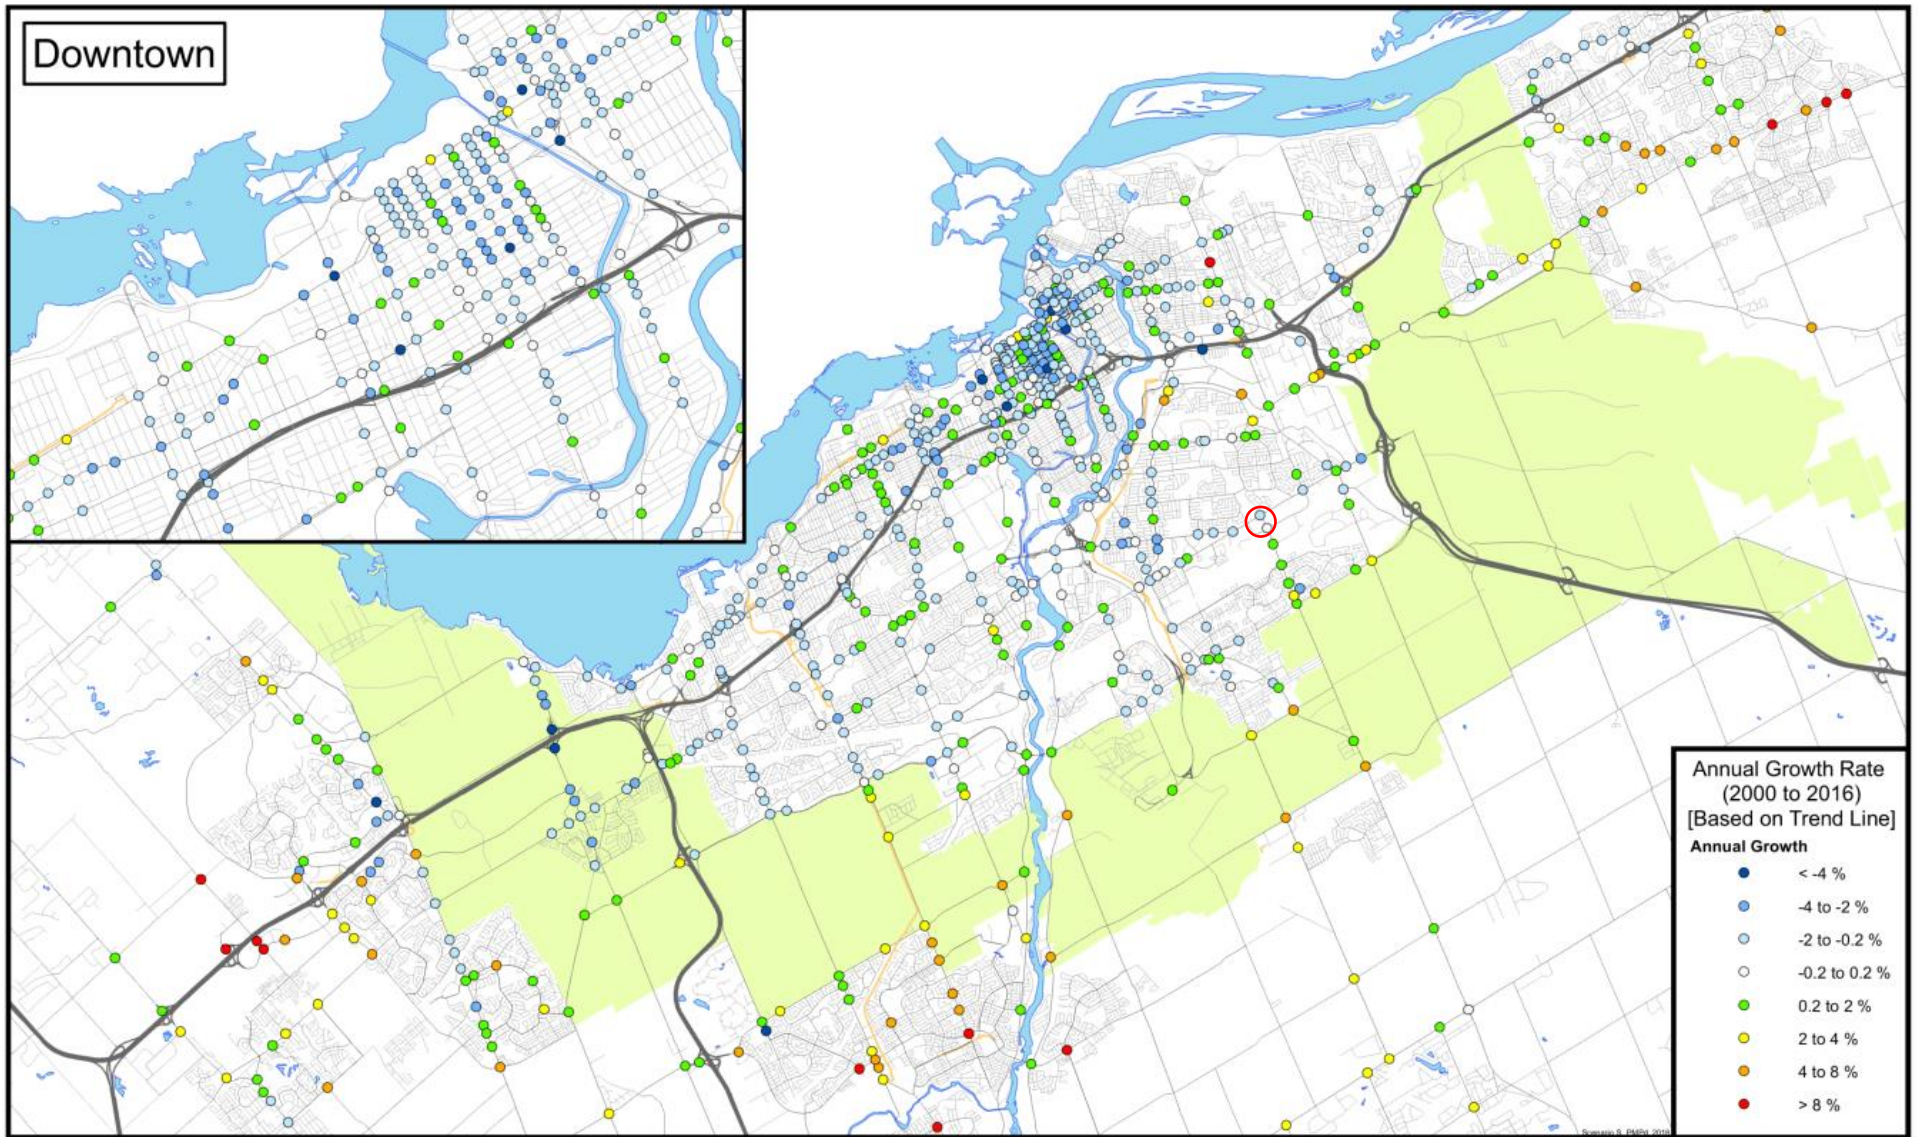 Downtown
Annual Growth Rate
(2000 to 2016)
[Based on Trend Line]
Annual Growth
< -4 %
-4 to -2 %
-2 to -0.2 %
-0.2 to 0.2 %
0.2 to 2 %
2 to 4 %
4 to 8 %
> 8 %